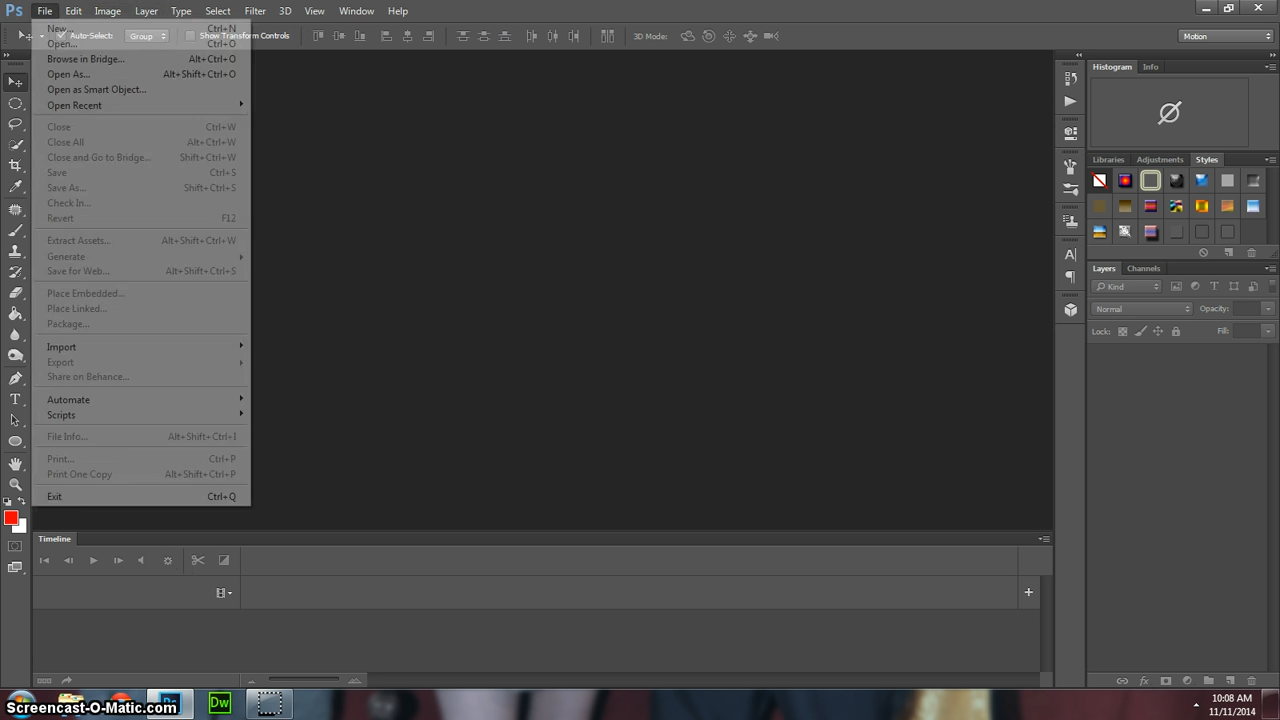 Ps File Edit Image Layer Type Select Filter 3D View Window Help
Auto-Select: Group Show Transform Controls 3D Mode: Motion
New... Ctrl+N
Open... Ctrl+O
Browse in Bridge... Alt+Ctrl+O
Open As... Alt+Shift+Ctrl+O
Open as Smart Object...
Open Recent
Close Ctrl+W
Close All Alt+Ctrl+W
Close and Go to Bridge... Shift+Ctrl+W
Save Ctrl+S
Save As... Shift+Ctrl+S
Check In...
Revert F12
Extract Assets... Alt+Shift+Ctrl+W
Generate
Save for Web... Alt+Shift+Ctrl+S
Place Embedded...
Place Linked...
Package...
Import
Export
Share on Behance...
Automate
Scripts
File Info... Alt+Shift+Ctrl+I
Print... Ctrl+P
Print One Copy Alt+Shift+Ctrl+P
Exit Ctrl+Q
Histogram Info
Libraries Adjustments Styles
Layers Channels
Kind
Normal Opacity:
Lock: Fill:
Timeline
Ps Dw
Screencast-O-Matic.com
10:08 AM
11/11/2014